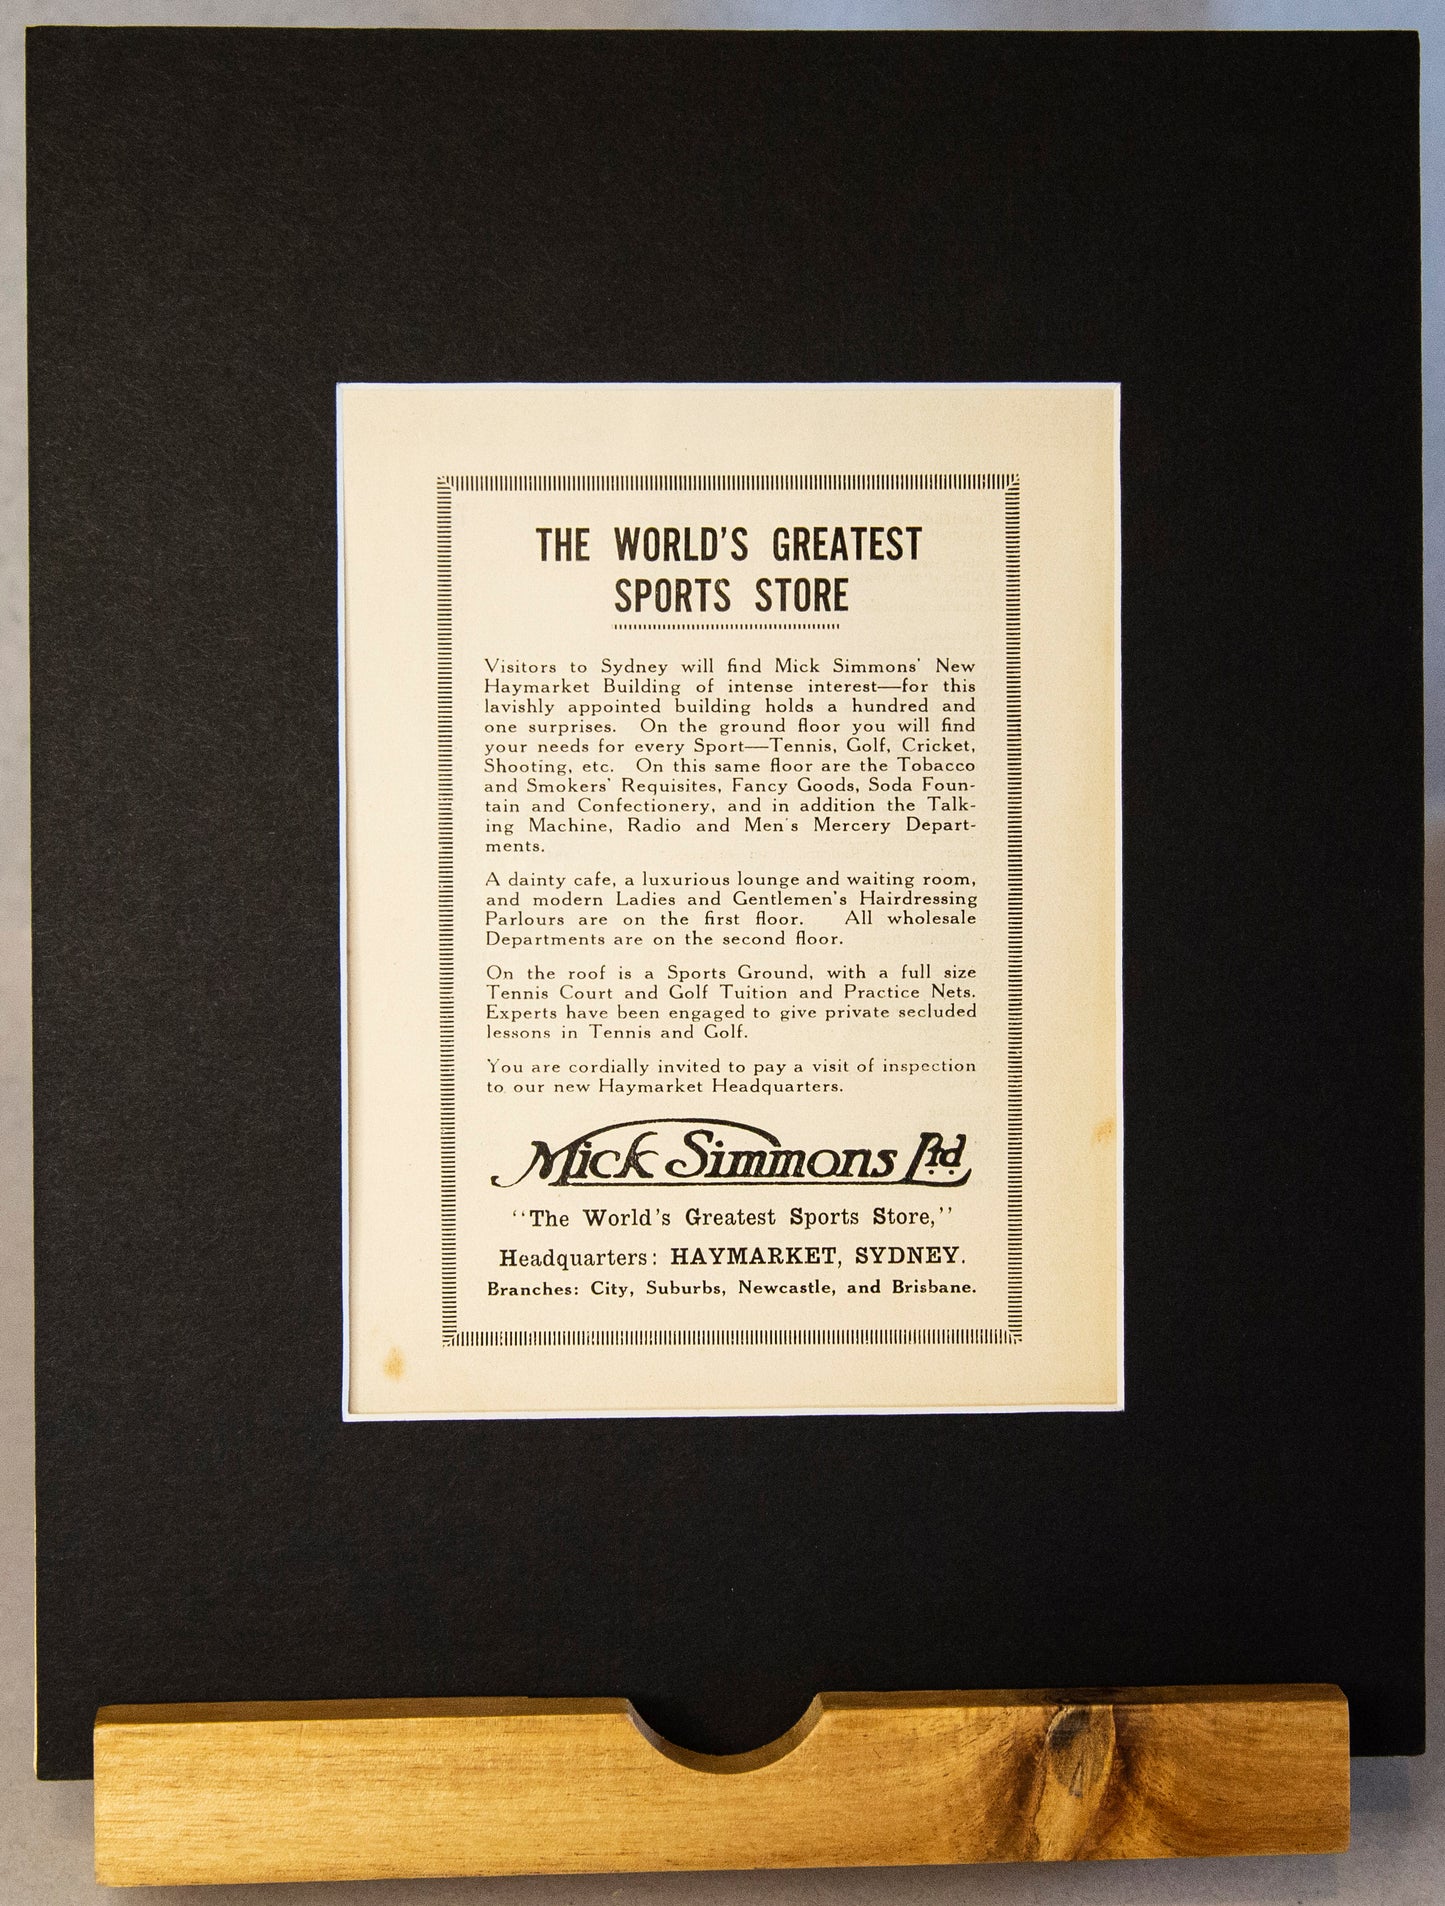 THE WORLD'S GREATEST
SPORTS STORE
Visitors to Sydney will find Mick Simmons' New
Haymarket Building of intense interest—for this
lavishly appointed building holds a hundred and
one surprises. On the ground floor you will find
your needs for every Sport—Tennis, Golf, Cricket,
Shooting, etc. On this same floor are the Tobacco
and Smokers' Requisites, Fancy Goods, Soda Foun-
tain and Confectionery, and in addition the Talk-
ing Machine, Radio and Men's Mercery Depart-
ments.
A dainty cafe, a luxurious lounge and waiting room,
and modern Ladies and Gentlemen's Hairdressing
Parlours are on the first floor. All wholesale
Departments are on the second floor.
On the roof is a Sports Ground, with a full size
Tennis Court and Golf Tuition and Practice Nets.
Experts have been engaged to give private secluded
lessons in Tennis and Golf.
You are cordially invited to pay a visit of inspection
to our new Haymarket Headquarters.
Mick Simmons Ltd.
"The World's Greatest Sports Store,"
Headquarters: HAYMARKET, SYDNEY.
Branches: City, Suburbs, Newcastle, and Brisbane.